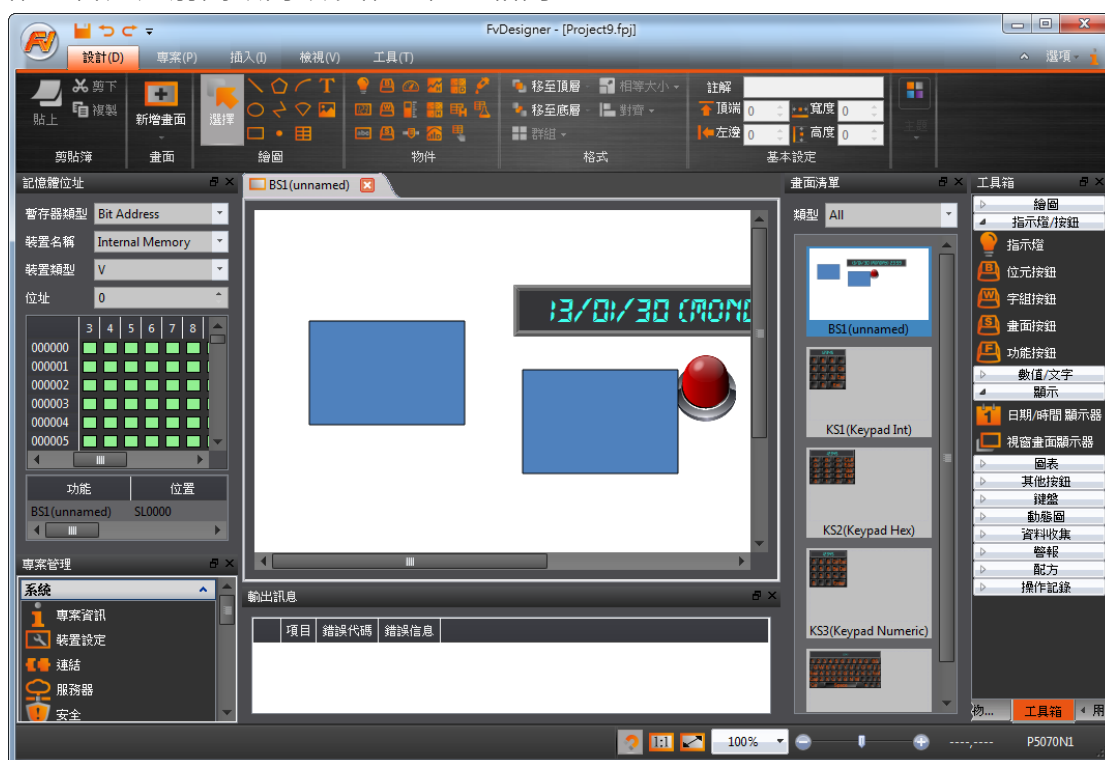 FvDesigner - [Project9.fpj]
設計(D) 專案(P) 插入(I) 檢視(V) 工具(T) 選項
貼上 剪下 複製
新增畫面
選擇
移至頂層 相等大小
移至底層 對齊
群組
註解
頂端 0 寬度 0
左邊 0 高度 0
主題
剪貼簿 畫面 繪圖 物件 格式 基本設定
記憶體位址
暫存器類型 Bit Address
裝置名稱 Internal Memory
裝置類型 V
位址 0
3 4 5 6 7 8
000000
000001
000002
000003
000004
000005
功能 位置
BS1(unnamed) SL0000
專案管理
系統
專案資訊
裝置設定
連結
服務器
安全
BS1(unnamed)
13/01/30 (MOND
輸出訊息
項目 錯誤代碼 錯誤信息
畫面清單
類型 All
BS1(unnamed)
KS1(Keypad Int)
KS2(Keypad Hex)
KS3(Keypad Numeric)
工具箱
繪圖
指示燈/按鈕
指示燈
位元按鈕
字組按鈕
畫面按鈕
功能按鈕
數值/文字
顯示
日期/時間 顯示器
視窗畫面顯示器
圖表
其他按鈕
鍵盤
動態圖
資料收集
警報
配方
操作記錄
物... 工具箱 用
1:1 100% ----,---- P5070N1